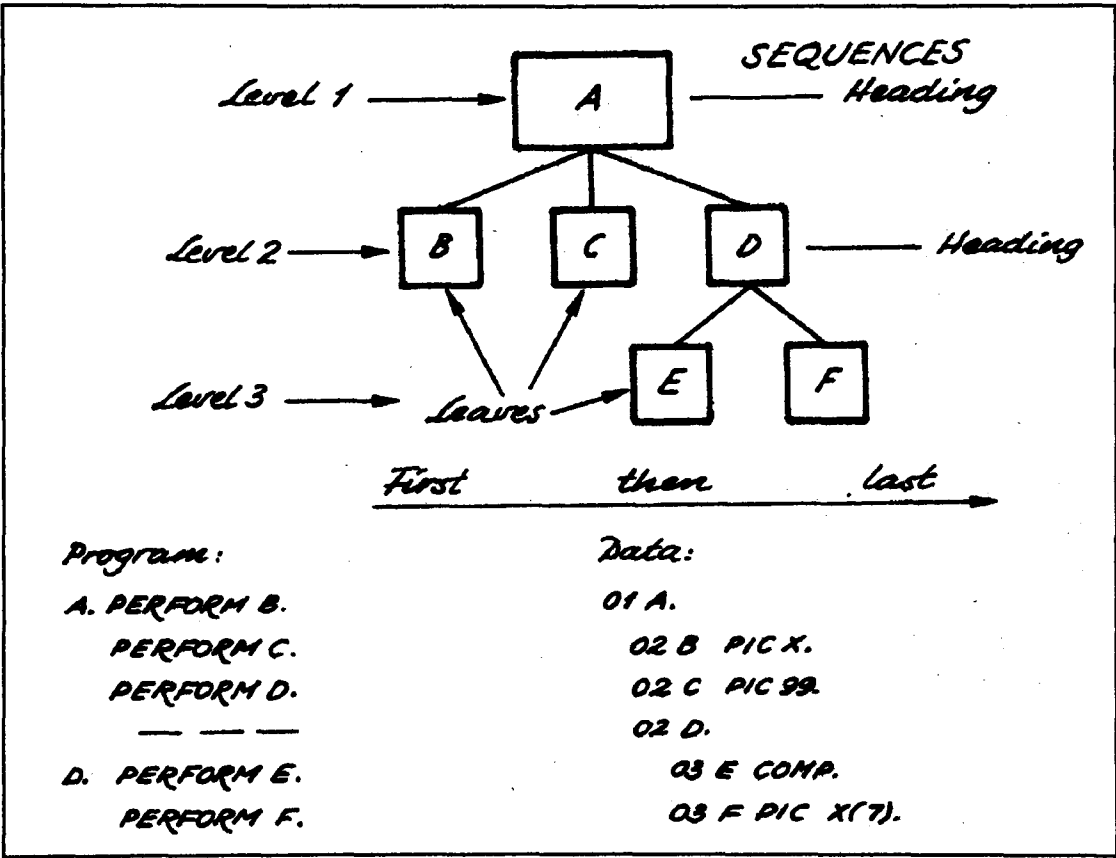 SEQUENCES
Level 1
A
Heading
Level 2
B
C
D
Heading
Level 3
Leaves
E
F
First then last
Program:
A. PERFORM B.
PERFORM C.
PERFORM D.
— — —
D. PERFORM E.
PERFORM F.
Data:
01 A.
02 B PIC X.
02 C PIC 99.
02 D.
03 E COMP.
03 F PIC X(7).